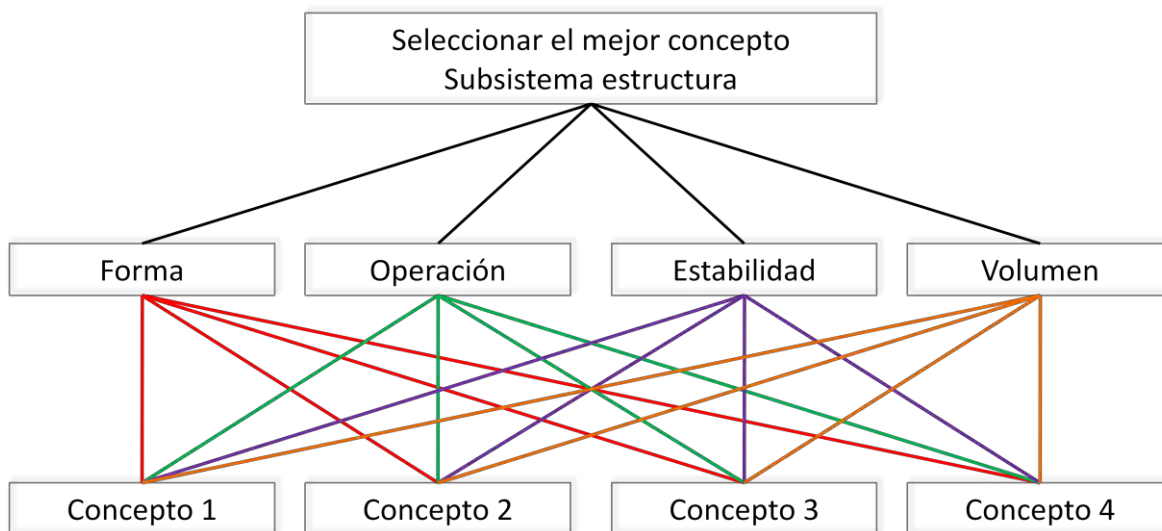 Seleccionar el mejor concepto
Subsistema estructura
Forma
Operación
Estabilidad
Volumen
Concepto 1
Concepto 2
Concepto 3
Concepto 4